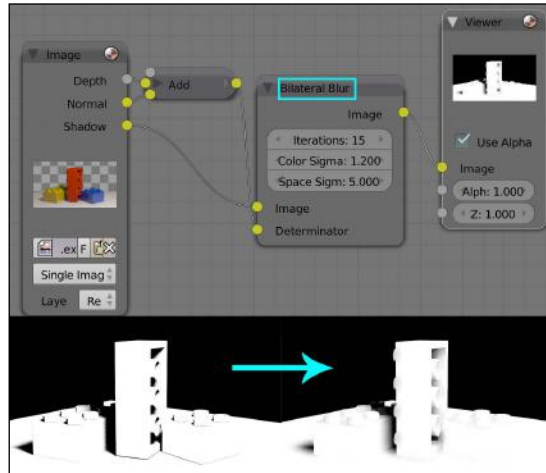 Image
Depth
Normal
Shadow
.ex F
Single Imag
Laye Re
Add
Bilateral Blur
Image
Iterations: 15
Color Sigma: 1.200
Space Sigm: 5.000
Image
Determinator
Viewer
Use Alpha
Image
Alph: 1.000
Z: 1.000